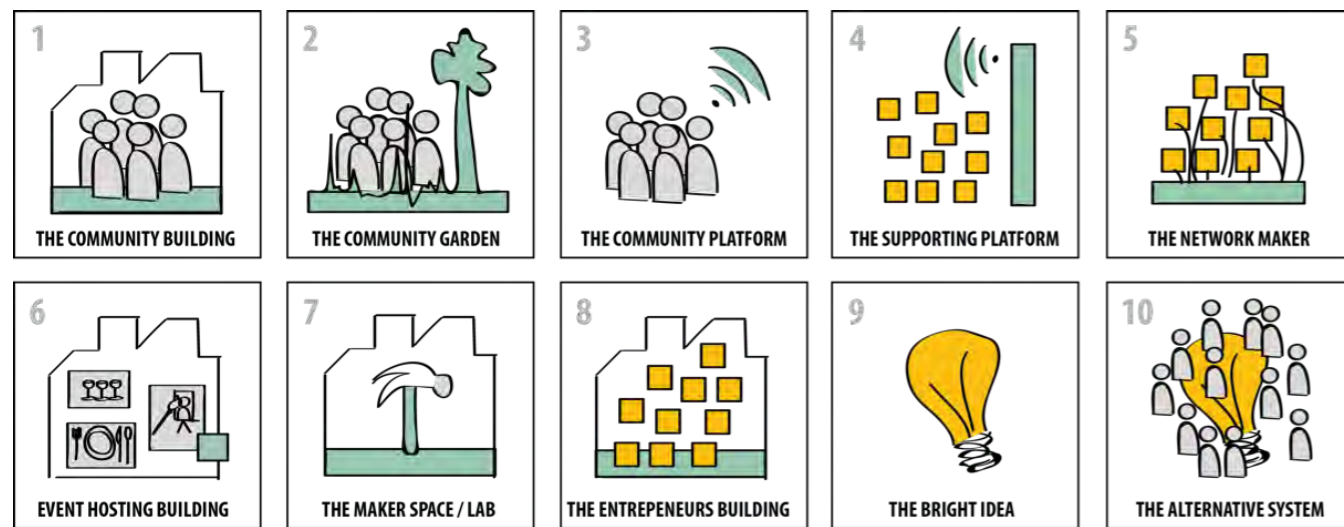 1
THE COMMUNITY BUILDING
2
THE COMMUNITY GARDEN
3
THE COMMUNITY PLATFORM
4
THE SUPPORTING PLATFORM
5
THE NETWORK MAKER
6
EVENT HOSTING BUILDING
7
THE MAKER SPACE / LAB
8
THE ENTREPENEURS BUILDING
9
THE BRIGHT IDEA
10
THE ALTERNATIVE SYSTEM